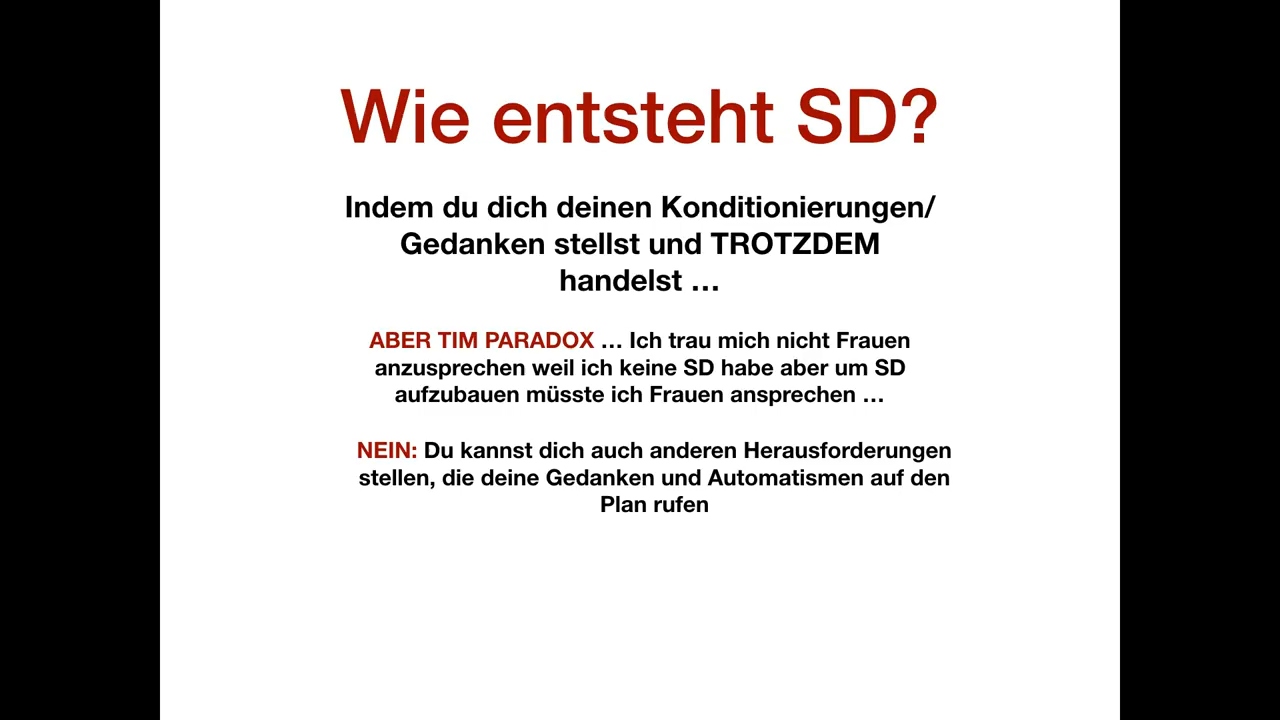 Wie entsteht SD?
Indem du dich deinen Konditionierungen/
Gedanken stellst und TROTZDEM
handelst …
ABER TIM PARADOX … Ich trau mich nicht Frauen
anzusprechen weil ich keine SD habe aber um SD
aufzubauen müsste ich Frauen ansprechen …
NEIN: Du kannst dich auch anderen Herausforderungen
stellen, die deine Gedanken und Automatismen auf den
Plan rufen